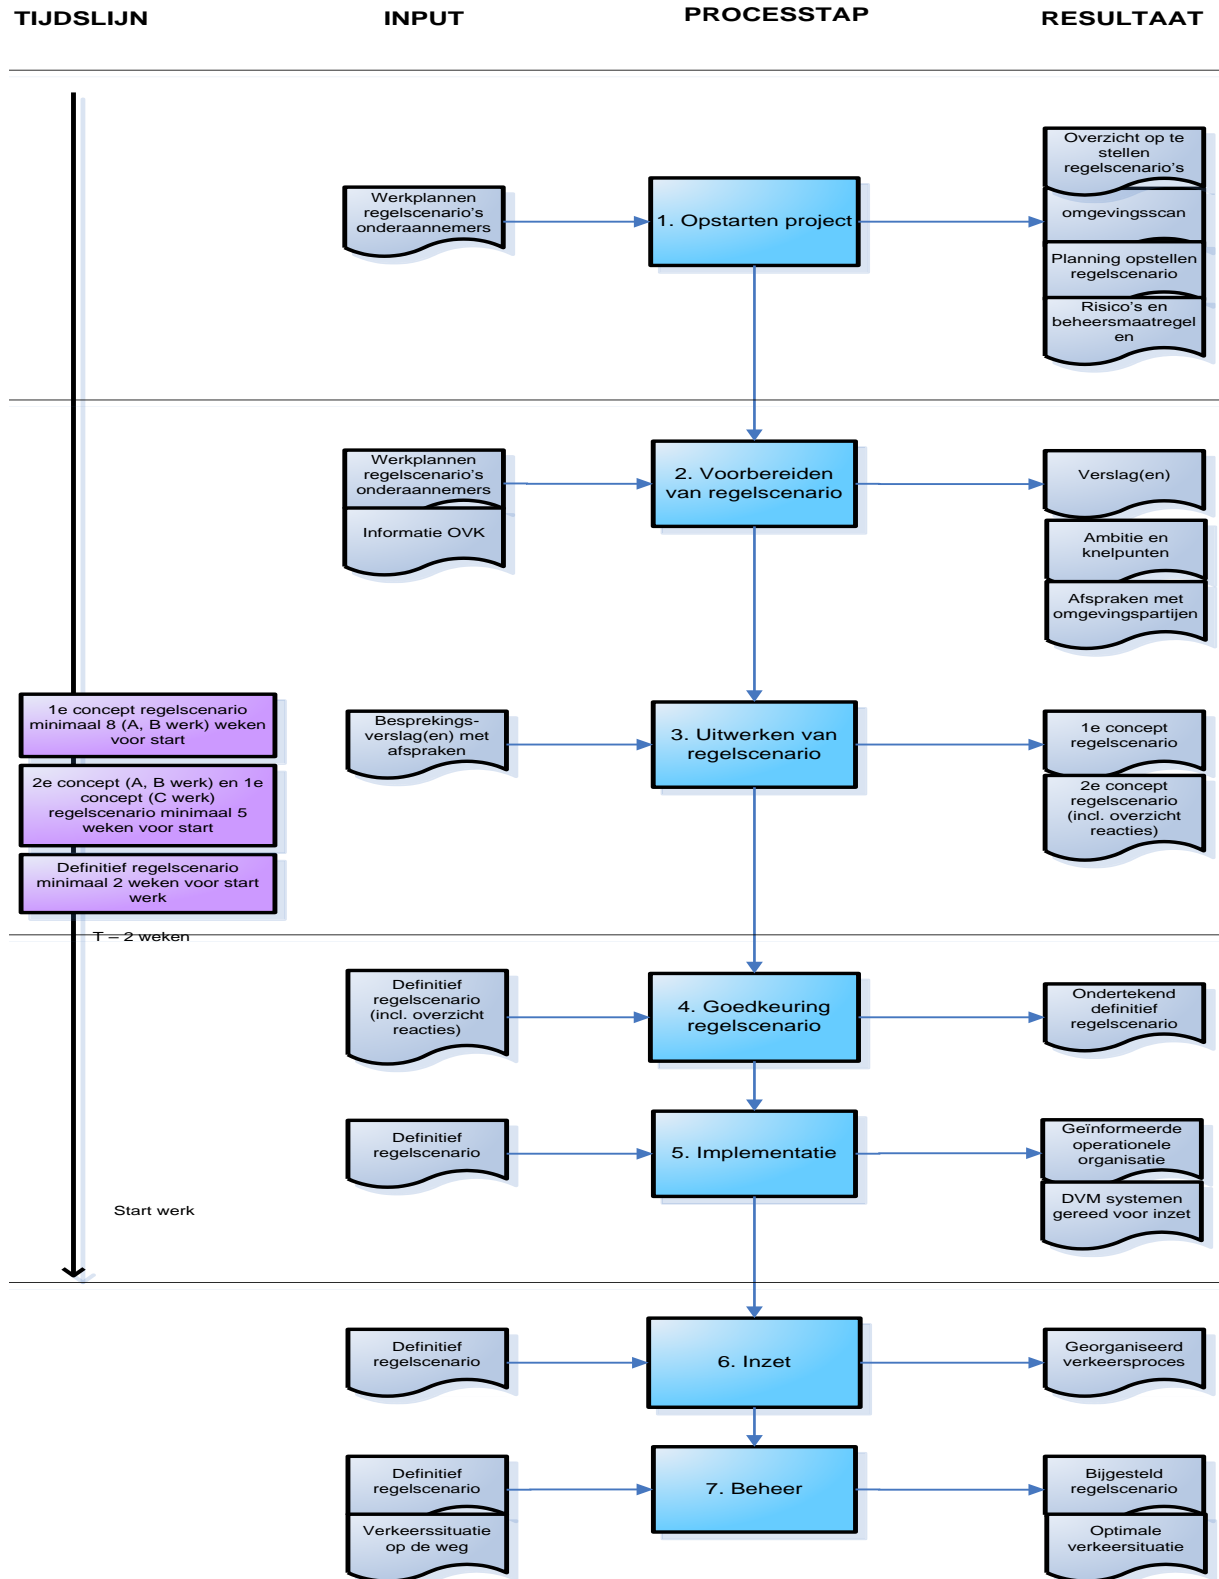 TIJDSLIJN
INPUT
PROCESSTAP
RESULTAAT
Werkplannen
regelscenario's
onderaannemers
1. Opstarten project
Overzicht op te
stellen
regelscenario's
omgevingsscan
Planning opstellen
regelscenario
Risico's en
beheersmaatregel
en
Werkplannen
regelscenario's
onderaannemers
Informatie OVK
2. Voorbereiden
van regelscenario
Verslag(en)
Ambitie en
knelpunten
Afspraken met
omgevingspartijen
1e concept regelscenario
minimaal 8 (A, B werk) weken
voor start
2e concept (A, B werk) en 1e
concept (C werk)
regelscenario minimaal 5
weken voor start
Definitief regelscenario
minimaal 2 weken voor start
werk
T – 2 weken
Besprekings-
verslag(en) met
afspraken
3. Uitwerken van
regelscenario
1e concept
regelscenario
2e concept
regelscenario
(incl. overzicht
reacties)
Definitief
regelscenario
(incl. overzicht
reacties)
4. Goedkeuring
regelscenario
Ondertekend
definitief
regelscenario
Definitief
regelscenario
5. Implementatie
Geïnformeerde
operationele
organisatie
DVM systemen
gereed voor inzet
Start werk
Definitief
regelscenario
6. Inzet
Georganiseerd
verkeersproces
Definitief
regelscenario
Verkeerssituatie
op de weg
7. Beheer
Bijgesteld
regelscenario
Optimale
verkeersituatie